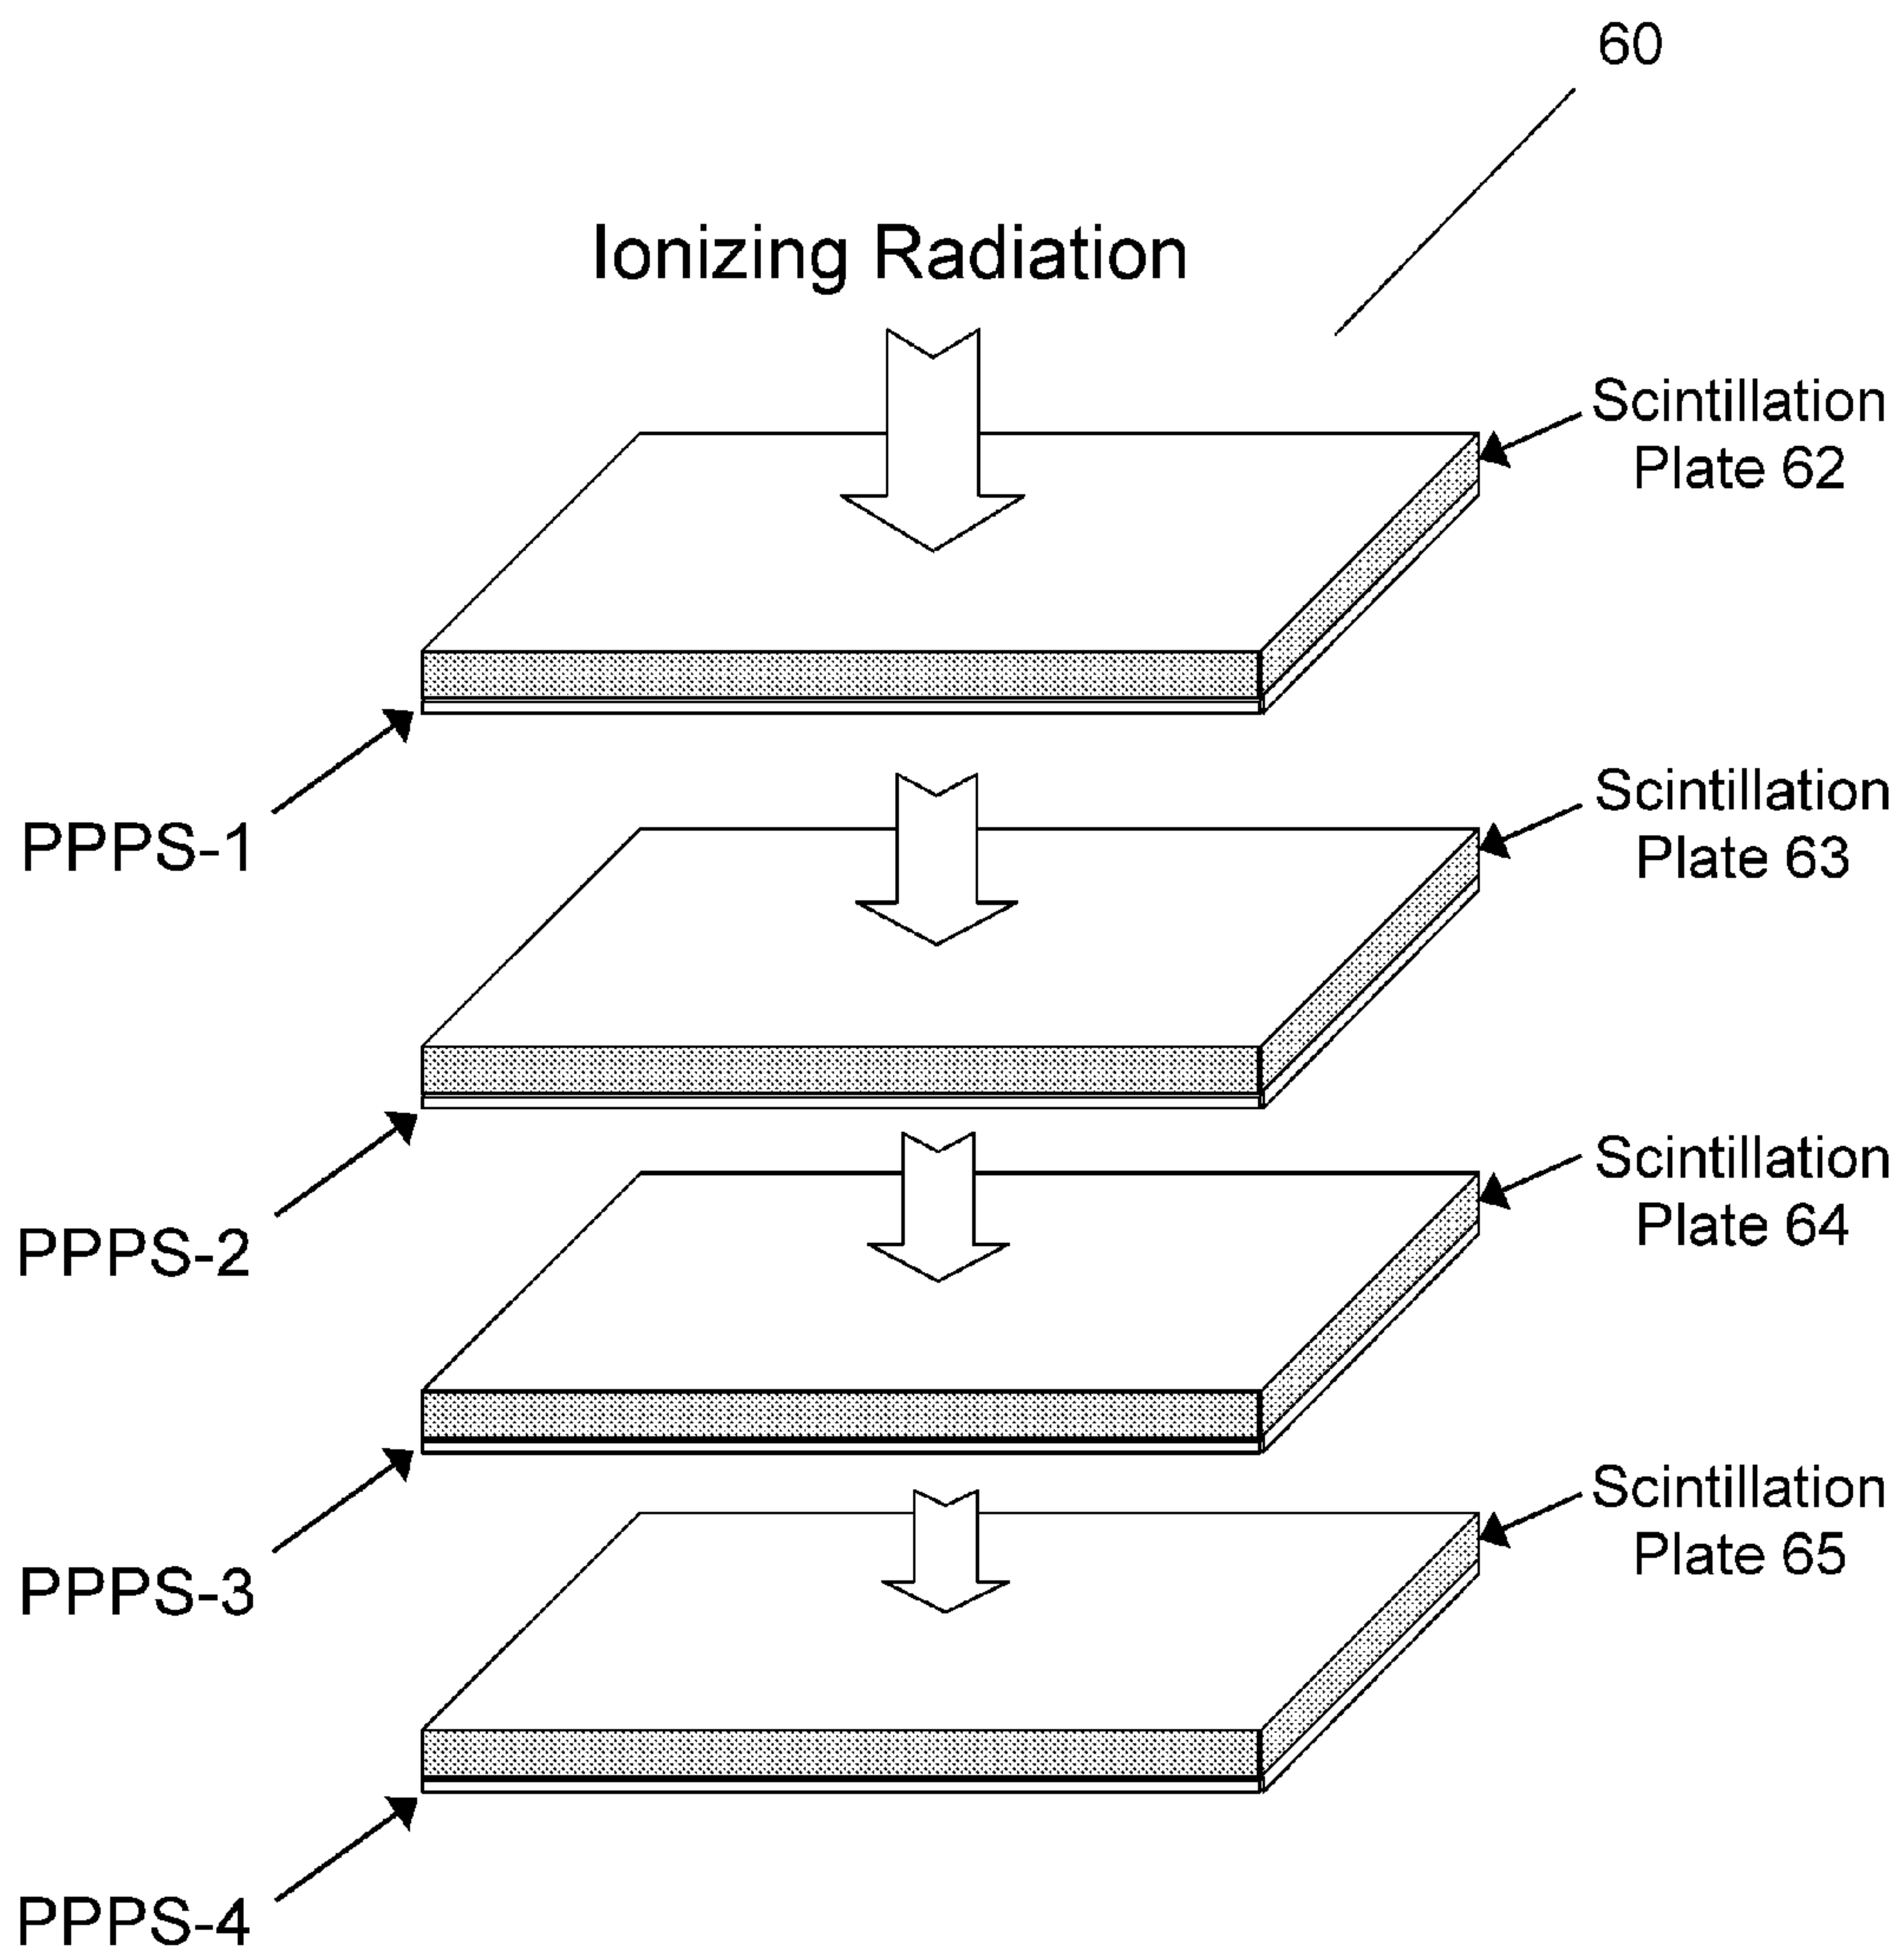 60
Ionizing Radiation
Scintillation
Plate 62
PPPS-1
Scintillation
Plate 63
PPPS-2
Scintillation
Plate 64
PPPS-3
Scintillation
Plate 65
PPPS-4